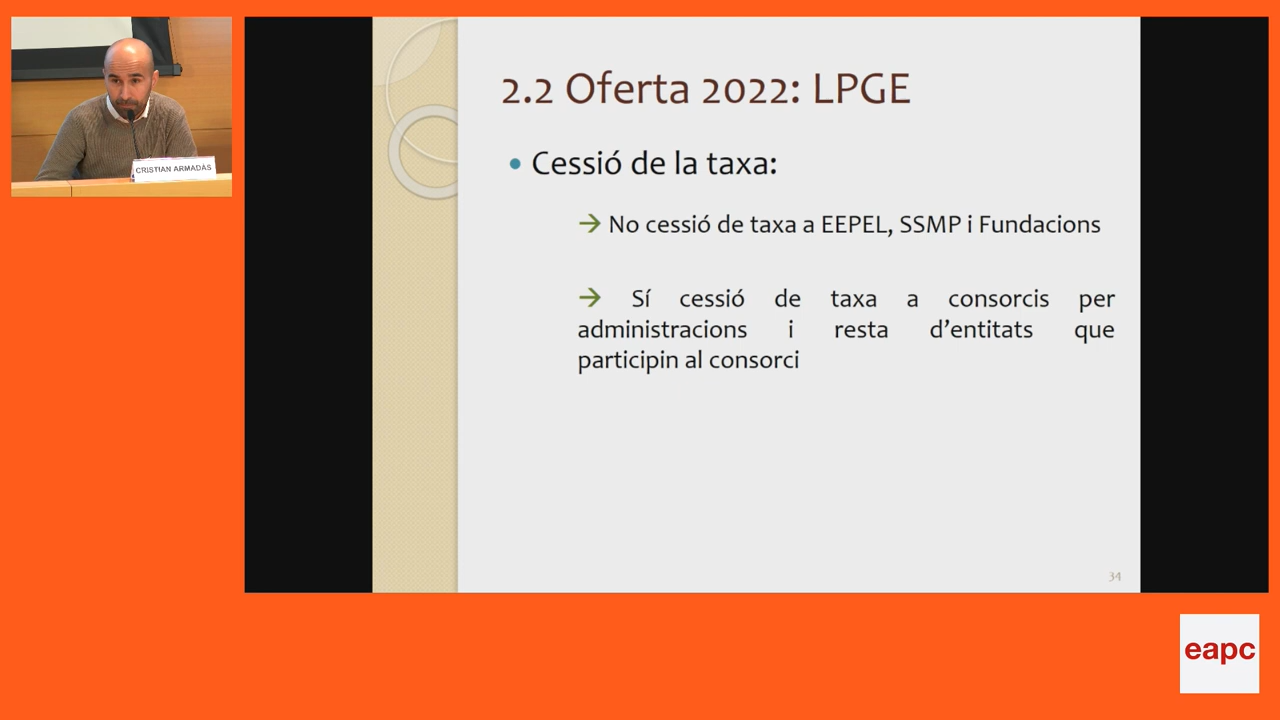 CRISTIAN ARMADÀS
2.2 Oferta 2022: LPGE
• Cessió de la taxa:
→ No cessió de taxa a EEPEL, SSMP i Fundacions
→ Sí cessió de taxa a consorcis per
administracions i resta d’entitats que
participin al consorci
34
eapc